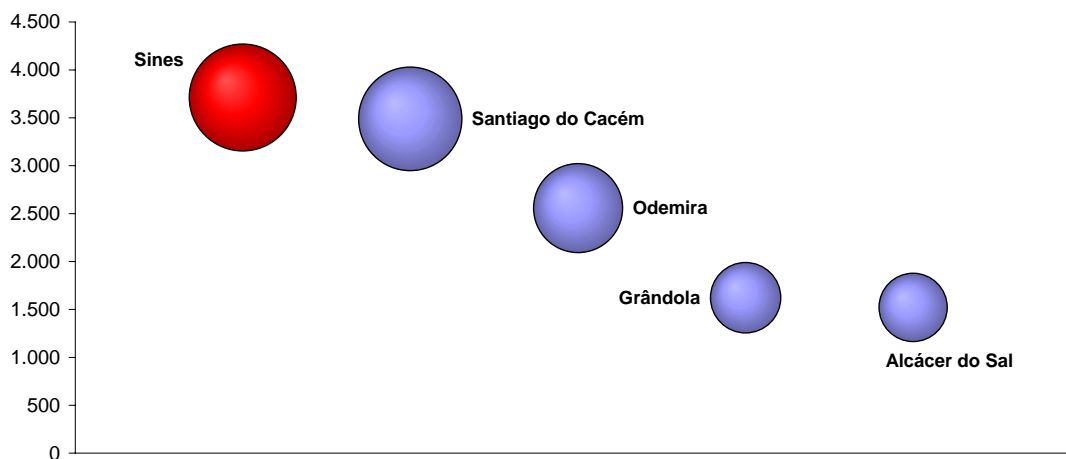 4.500
4.000
3.500
3.000
2.500
2.000
1.500
1.000
500
0
Sines
Santiago do Cacém
Odemira
Grândola
Alcácer do Sal